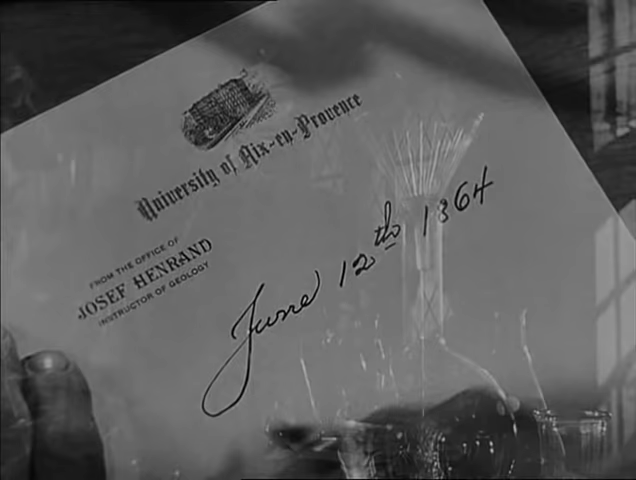 University of Aix-en-Provence
FROM THE OFFICE OF
JOSEF HENRAND
INSTRUCTOR OF GEOLOGY
June 12th 1864